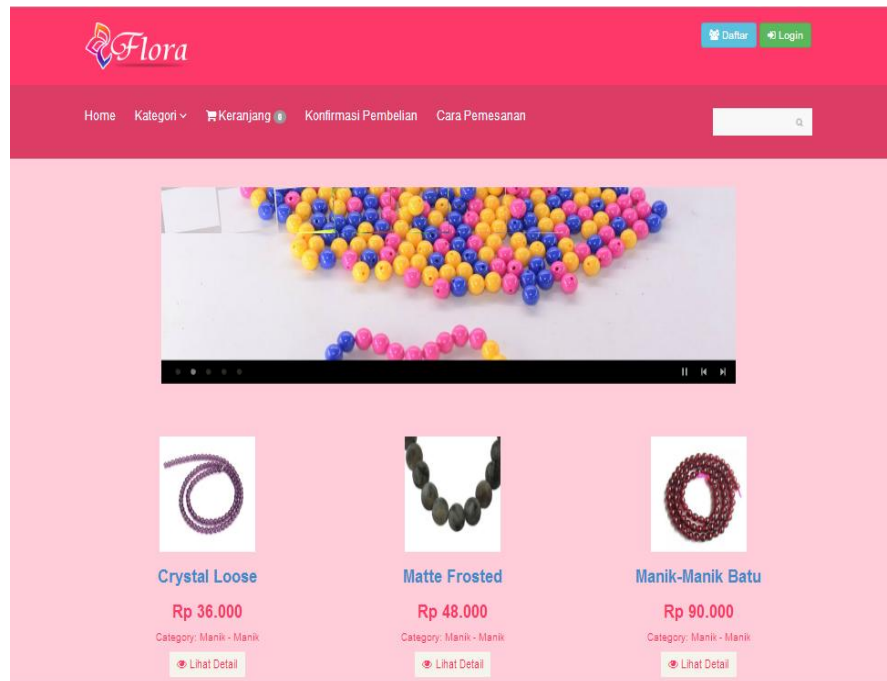 Flora
Daftar Login
Home Kategori Keranjang 0 Konfirmasi Pembelian Cara Pemesanan
Crystal Loose Matte Frosted Manik-Manik Batu
Rp 36.000 Rp 48.000 Rp 90.000
Category: Manik - Manik Category: Manik - Manik Category: Manik - Manik
Lihat Detail Lihat Detail Lihat Detail